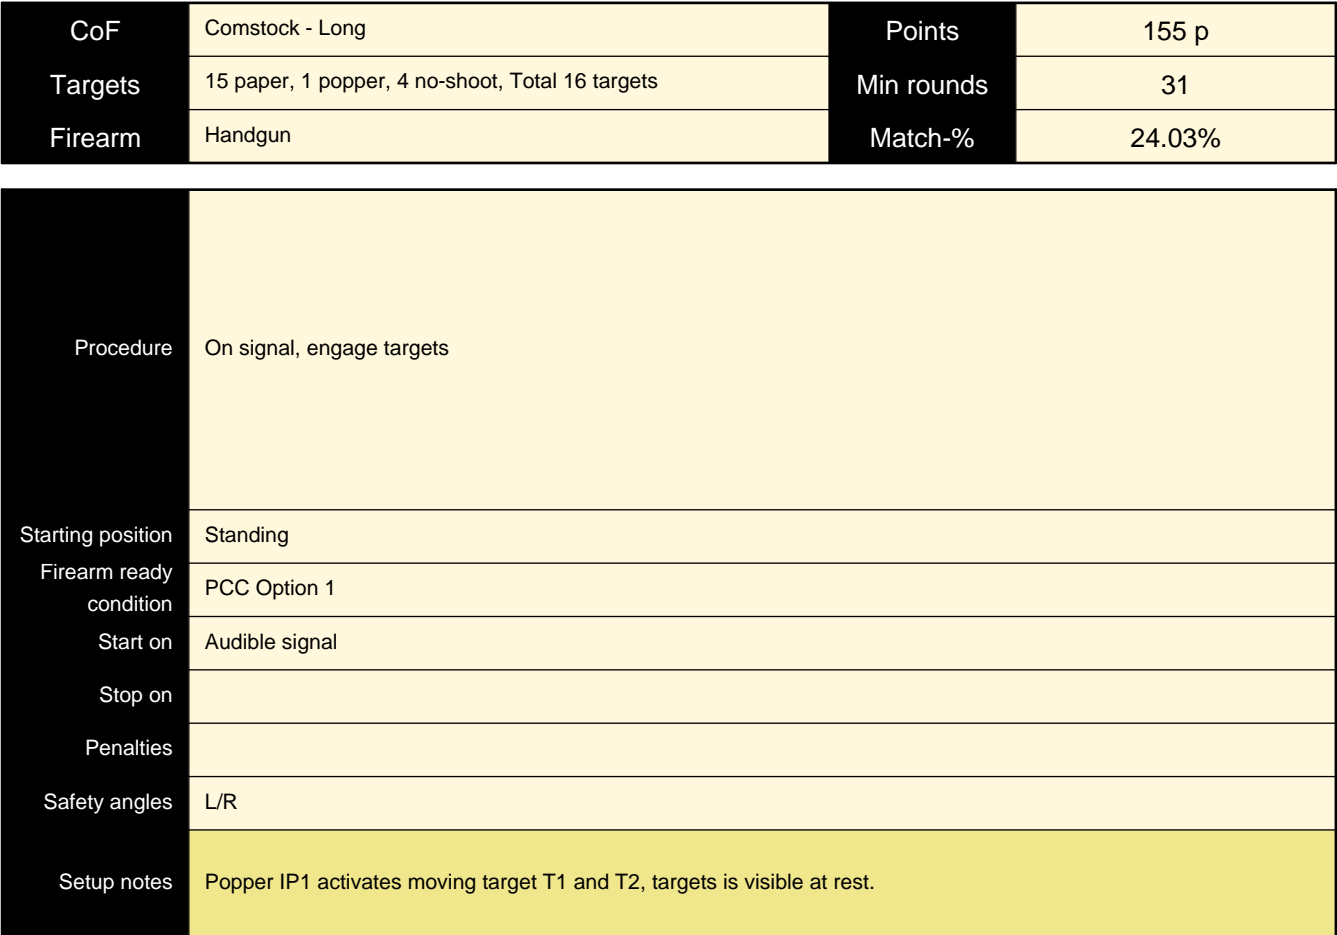 CoF Comstock - Long Points 155 p
Targets 15 paper, 1 popper, 4 no-shoot, Total 16 targets Min rounds 31
Firearm Handgun Match-% 24.03%
Procedure On signal, engage targets
Starting position Standing
Firearm ready
condition PCC Option 1
Start on Audible signal
Stop on
Penalties
Safety angles L/R
Setup notes Popper IP1 activates moving target T1 and T2, targets is visible at rest.